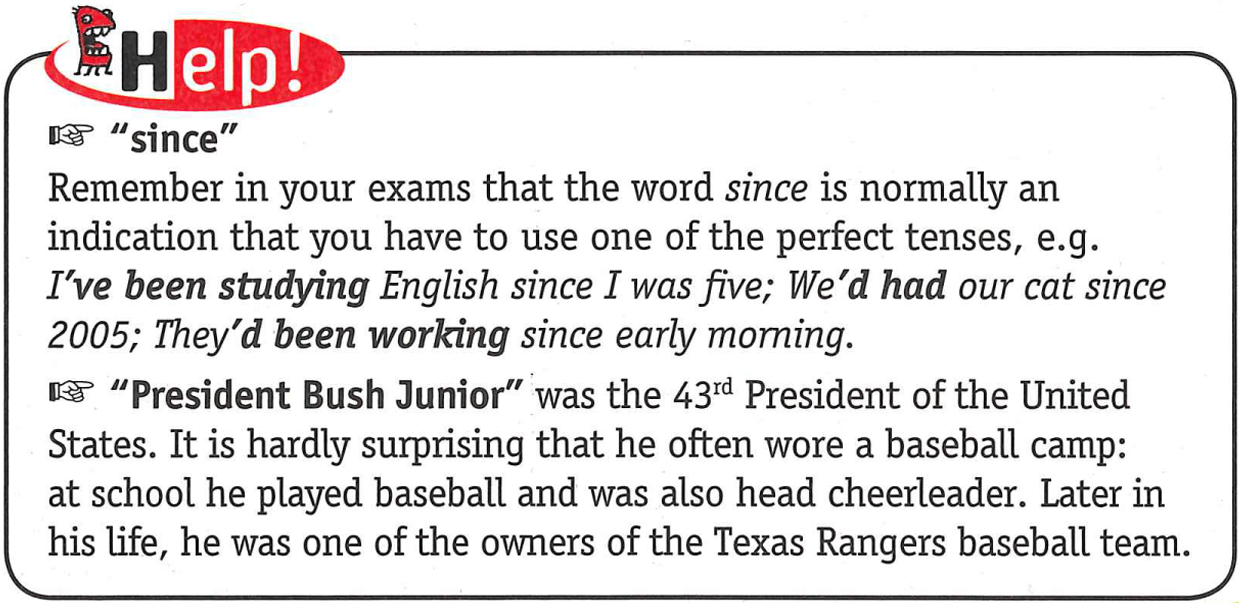 Help!
☞ "since"
Remember in your exams that the word since is normally an
indication that you have to use one of the perfect tenses, e.g.
I've been studying English since I was five; We'd had our cat since
2005; They'd been working since early morning.
☞ "President Bush Junior" was the 43rd President of the United
States. It is hardly surprising that he often wore a baseball camp:
at school he played baseball and was also head cheerleader. Later in
his life, he was one of the owners of the Texas Rangers baseball team.